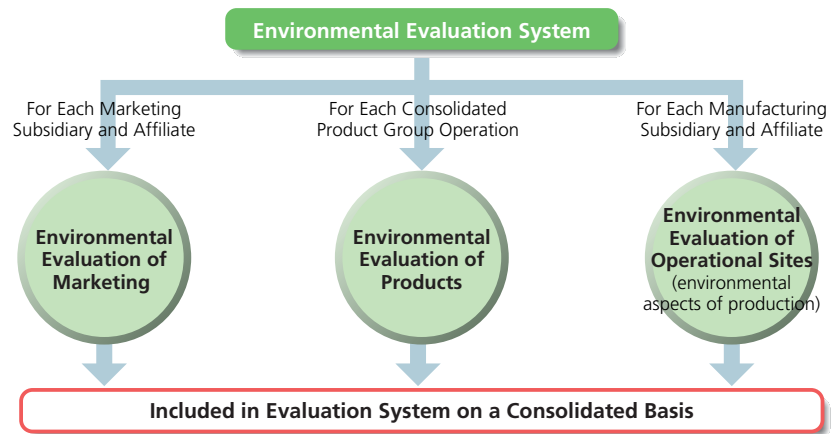 Environmental Evaluation System
For Each Marketing
Subsidiary and Affiliate
For Each Consolidated
Product Group Operation
For Each Manufacturing
Subsidiary and Affiliate
Environmental
Evaluation of
Marketing
Environmental
Evaluation of
Products
Environmental
Evaluation of
Operational Sites
(environmental
aspects of production)
Included in Evaluation System on a Consolidated Basis